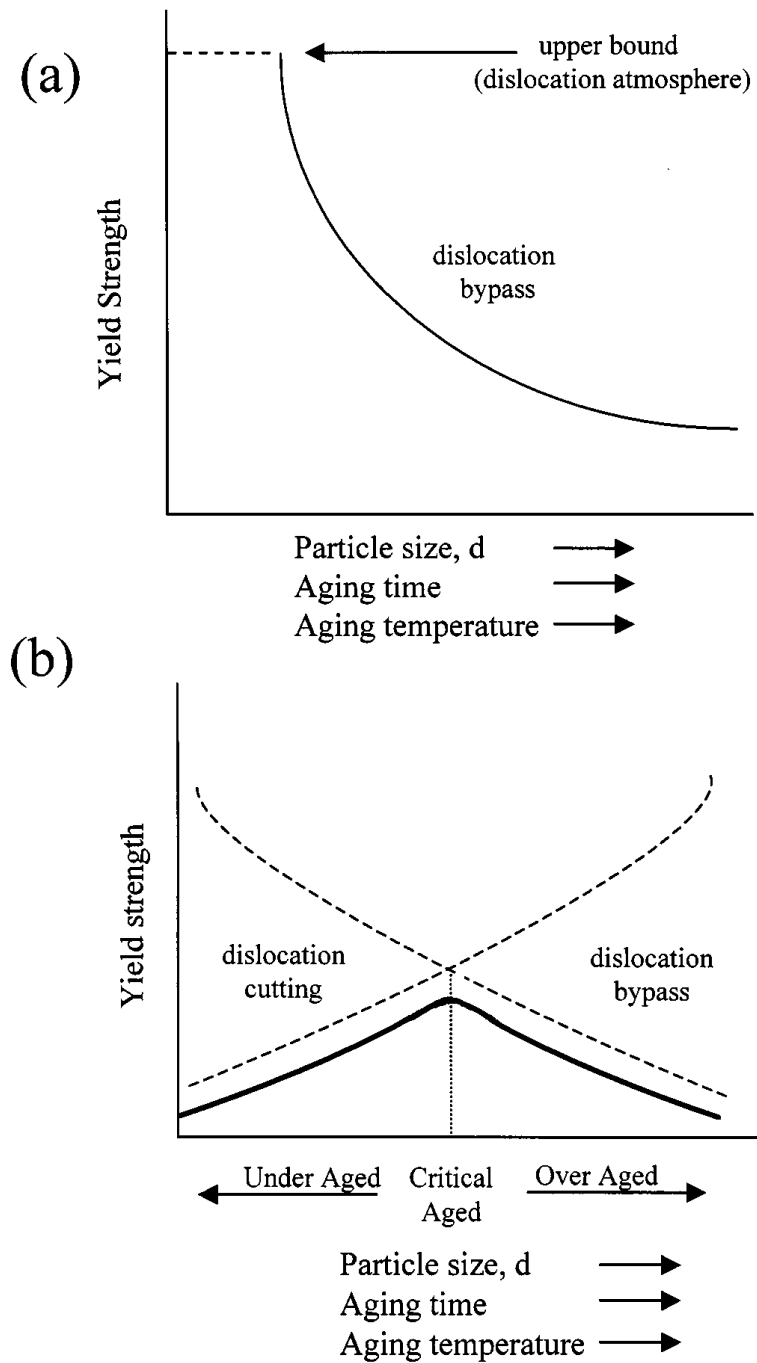 (a)
upper bound
(dislocation atmosphere)
Yield Strength
dislocation
bypass
Particle size, d
Aging time
Aging temperature
(b)
Yield strength
dislocation
cutting
dislocation
bypass
Under Aged
Critical
Aged
Over Aged
Particle size, d
Aging time
Aging temperature